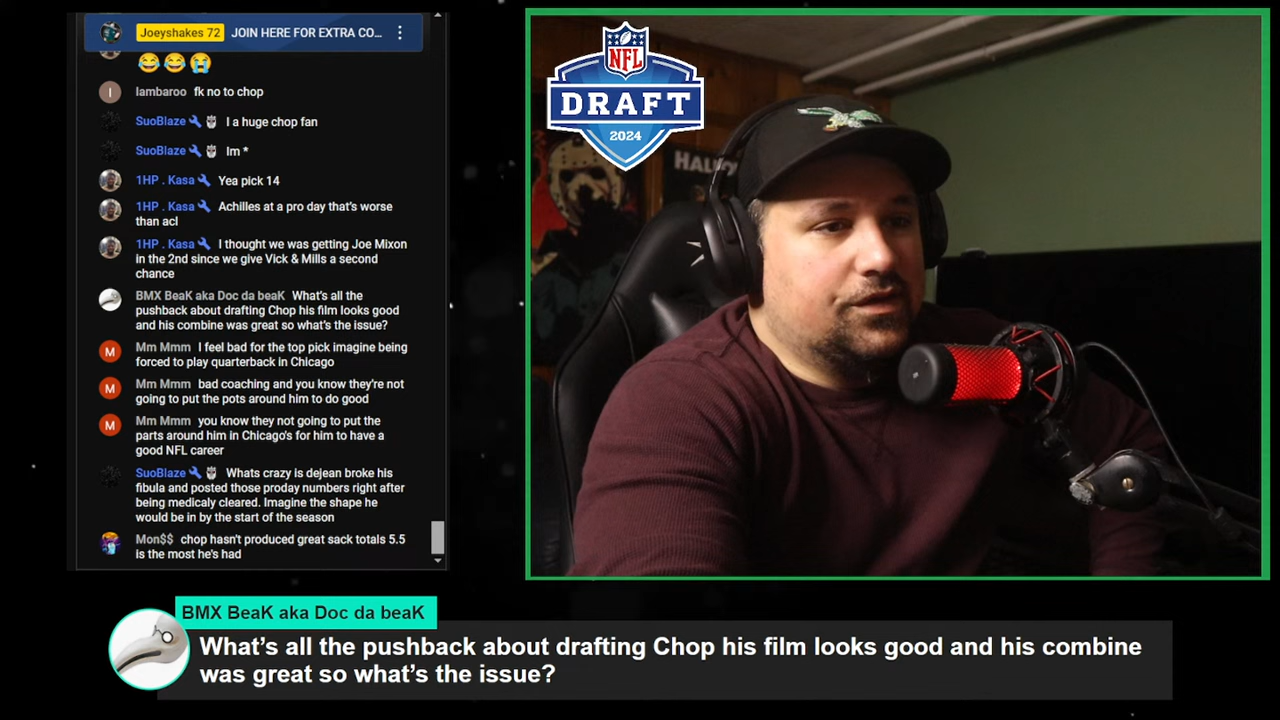 Joeyshakes 72 JOIN HERE FOR EXTRA CO...
Iambaroo fk no to chop
SuoBlaze I a huge chop fan
SuoBlaze Im *
1HP . Kasa Yea pick 14
1HP . Kasa Achilles at a pro day that's worse
than acl
1HP . Kasa I thought we was getting Joe Mixon
in the 2nd since we give Vick & Mills a second
chance
BMX BeaK aka Doc da beaK What's all the
pushback about drafting Chop his film looks good
and his combine was great so what's the issue?
M Mm Mmm I feel bad for the top pick imagine being
forced to play quarterback in Chicago
M Mm Mmm bad coaching and you know they're not
going to put the pots around him to do good
M Mm Mmm you know they not going to put the
parts around him in Chicago's for him to have a
good NFL career
SuoBlaze Whats crazy is dejean broke his
fibula and posted those proday numbers right after
being medicaly cleared. Imagine the shape he
would be in by the start of the season
Mon$$ chop hasn't produced great sack totals 5.5
is the most he's had
NFL
DRAFT
2024
BMX BeaK aka Doc da beaK
What's all the pushback about drafting Chop his film looks good and his combine
was great so what's the issue?